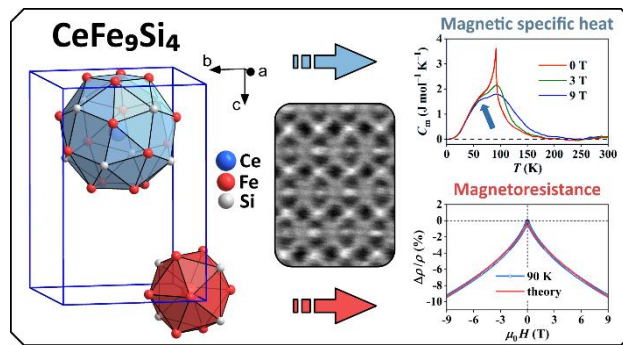 CeFe₉Si₄
b
a
c
Ce
Fe
Si
Magnetic specific heat
Cₘ (J mol⁻¹ K⁻¹)
4
3
2
1
0
0 T
3 T
9 T
0 50 100 150 200 250 300
T (K)
Magnetoresistance
Δρ/ρ (%)
2
0
-2
-4
-6
-8
-10
90 K
theory
-9 -6 -3 0 3 6 9
μ₀H (T)